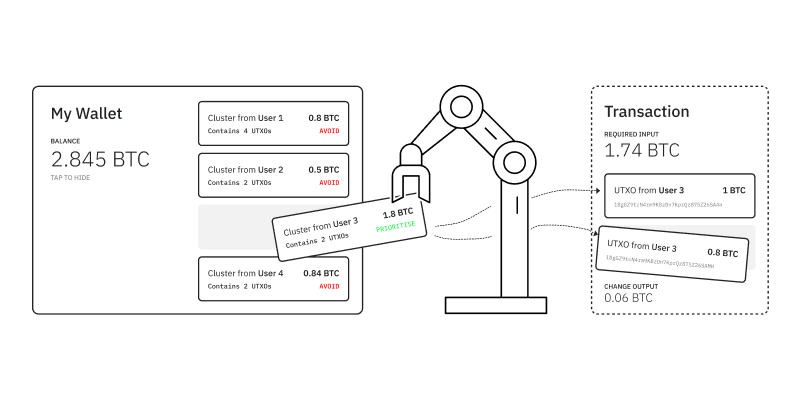 My Wallet
BALANCE
2.845 BTC
TAP TO HIDE
Cluster from User 1 0.8 BTC
Contains 4 UTXOs AVOID
Cluster from User 2 0.5 BTC
Contains 2 UTXOs AVOID
Cluster from User 3 1.8 BTC
Contains 2 UTXOs PRIORITISE
Cluster from User 4 0.84 BTC
Contains 2 UTXOs AVOID
Transaction
REQUIRED INPUT
1.74 BTC
UTXO from User 3 1 BTC
UTXO from User 3 0.8 BTC
CHANGE OUTPUT
0.06 BTC